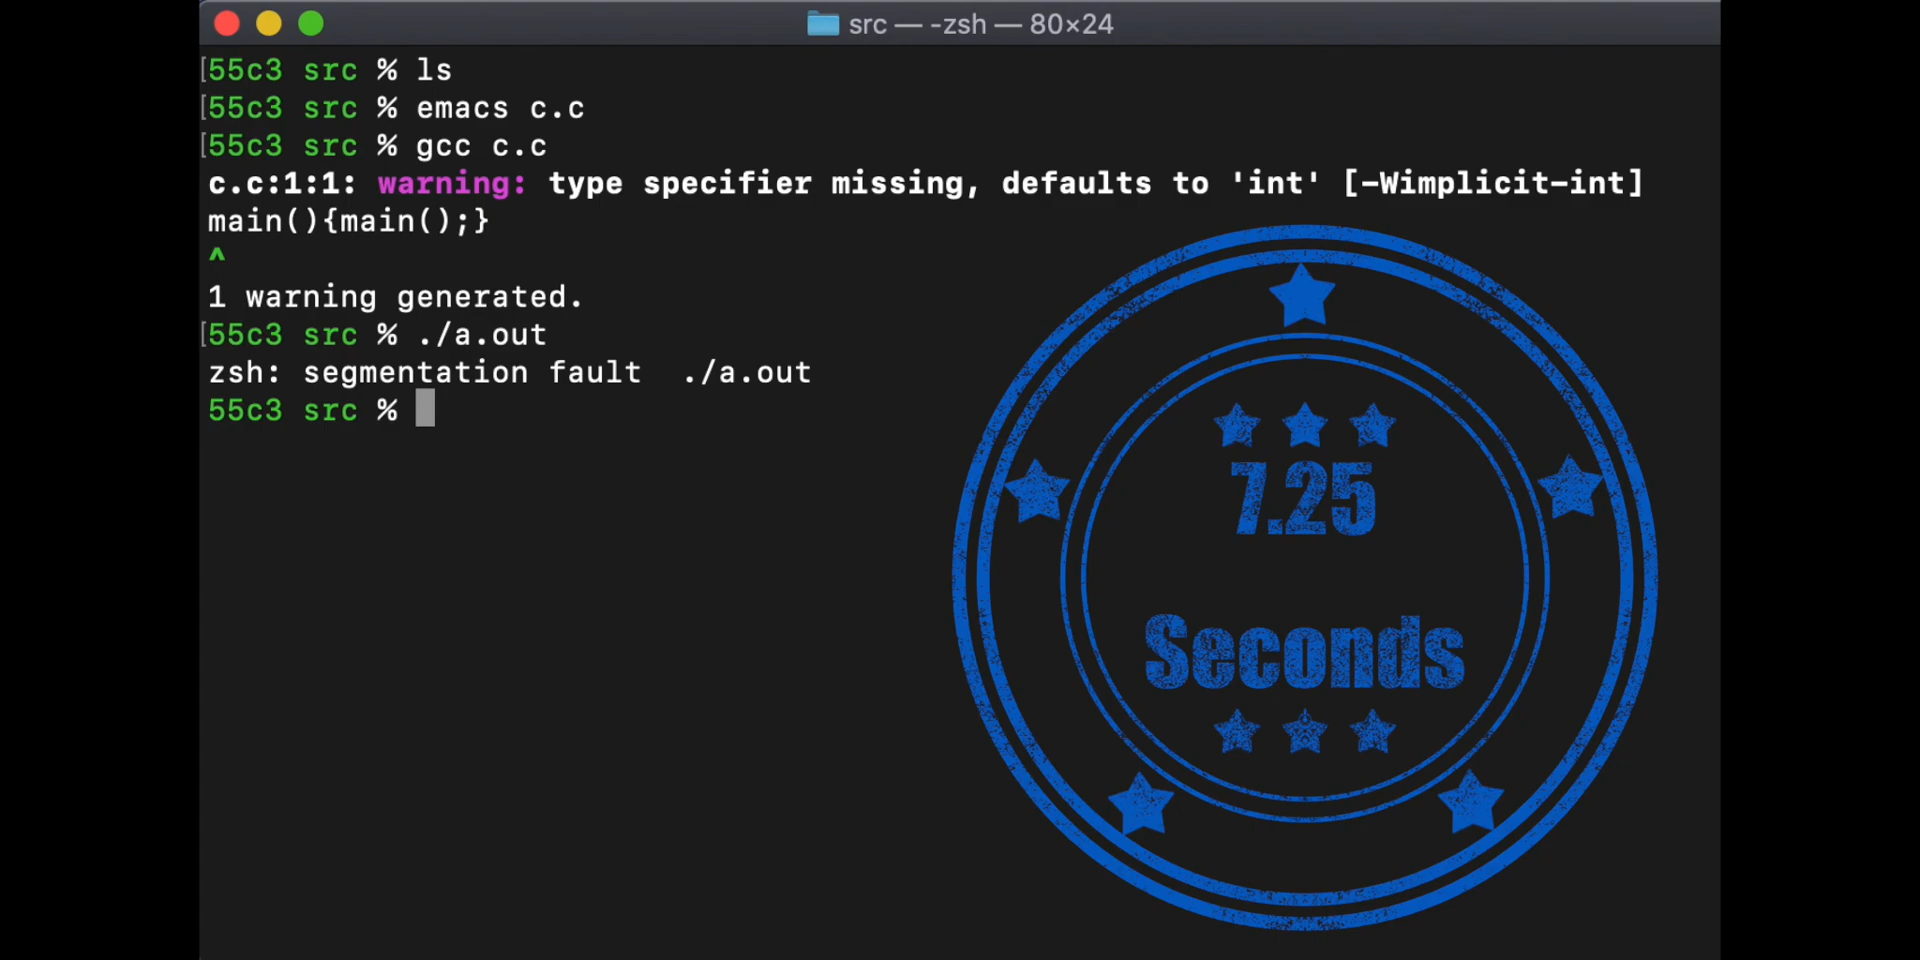 src — -zsh — 80×24
[55c3 src % ls
[55c3 src % emacs c.c
[55c3 src % gcc c.c
c.c:1:1: warning: type specifier missing, defaults to 'int' [-Wimplicit-int]
main(){main();}
^
1 warning generated.
[55c3 src % ./a.out
zsh: segmentation fault  ./a.out
55c3 src %
7.25
Seconds